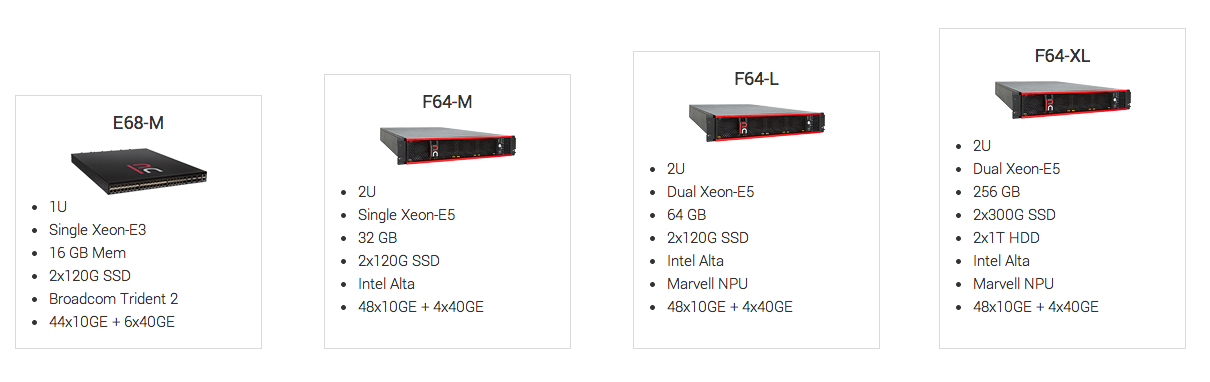 E68-M
1U
Single Xeon-E3
16 GB Mem
2x120G SSD
Broadcom Trident 2
44x10GE + 6x40GE
F64-M
2U
Single Xeon-E5
32 GB
2x120G SSD
Intel Alta
48x10GE + 4x40GE
F64-L
2U
Dual Xeon-E5
64 GB
2x120G SSD
Intel Alta
Marvell NPU
48x10GE + 4x40GE
F64-XL
2U
Dual Xeon-E5
256 GB
2x300G SSD
2x1T HDD
Intel Alta
Marvell NPU
48x10GE + 4x40GE